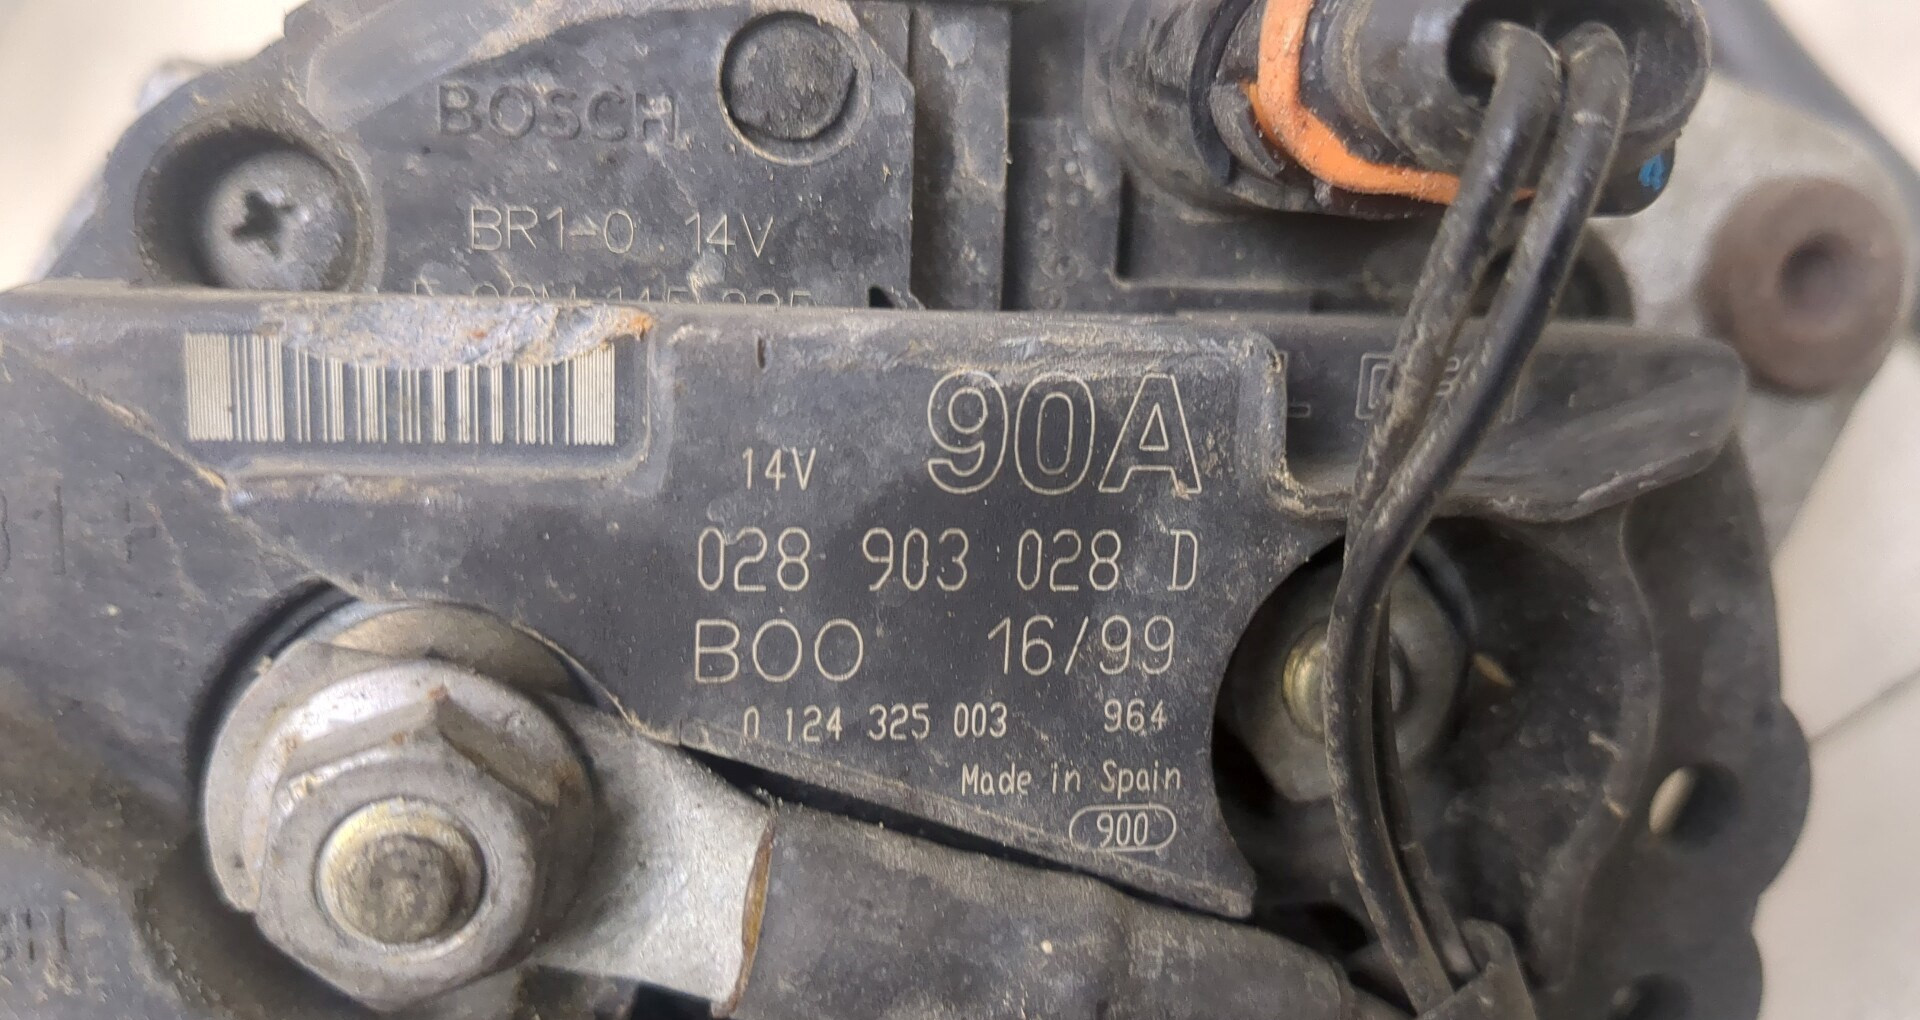 BOSCH
BR1-0 14V
90A
14V
028 903 028 D
BOO 16/99
0 124 325 003 964
Made in Spain
900